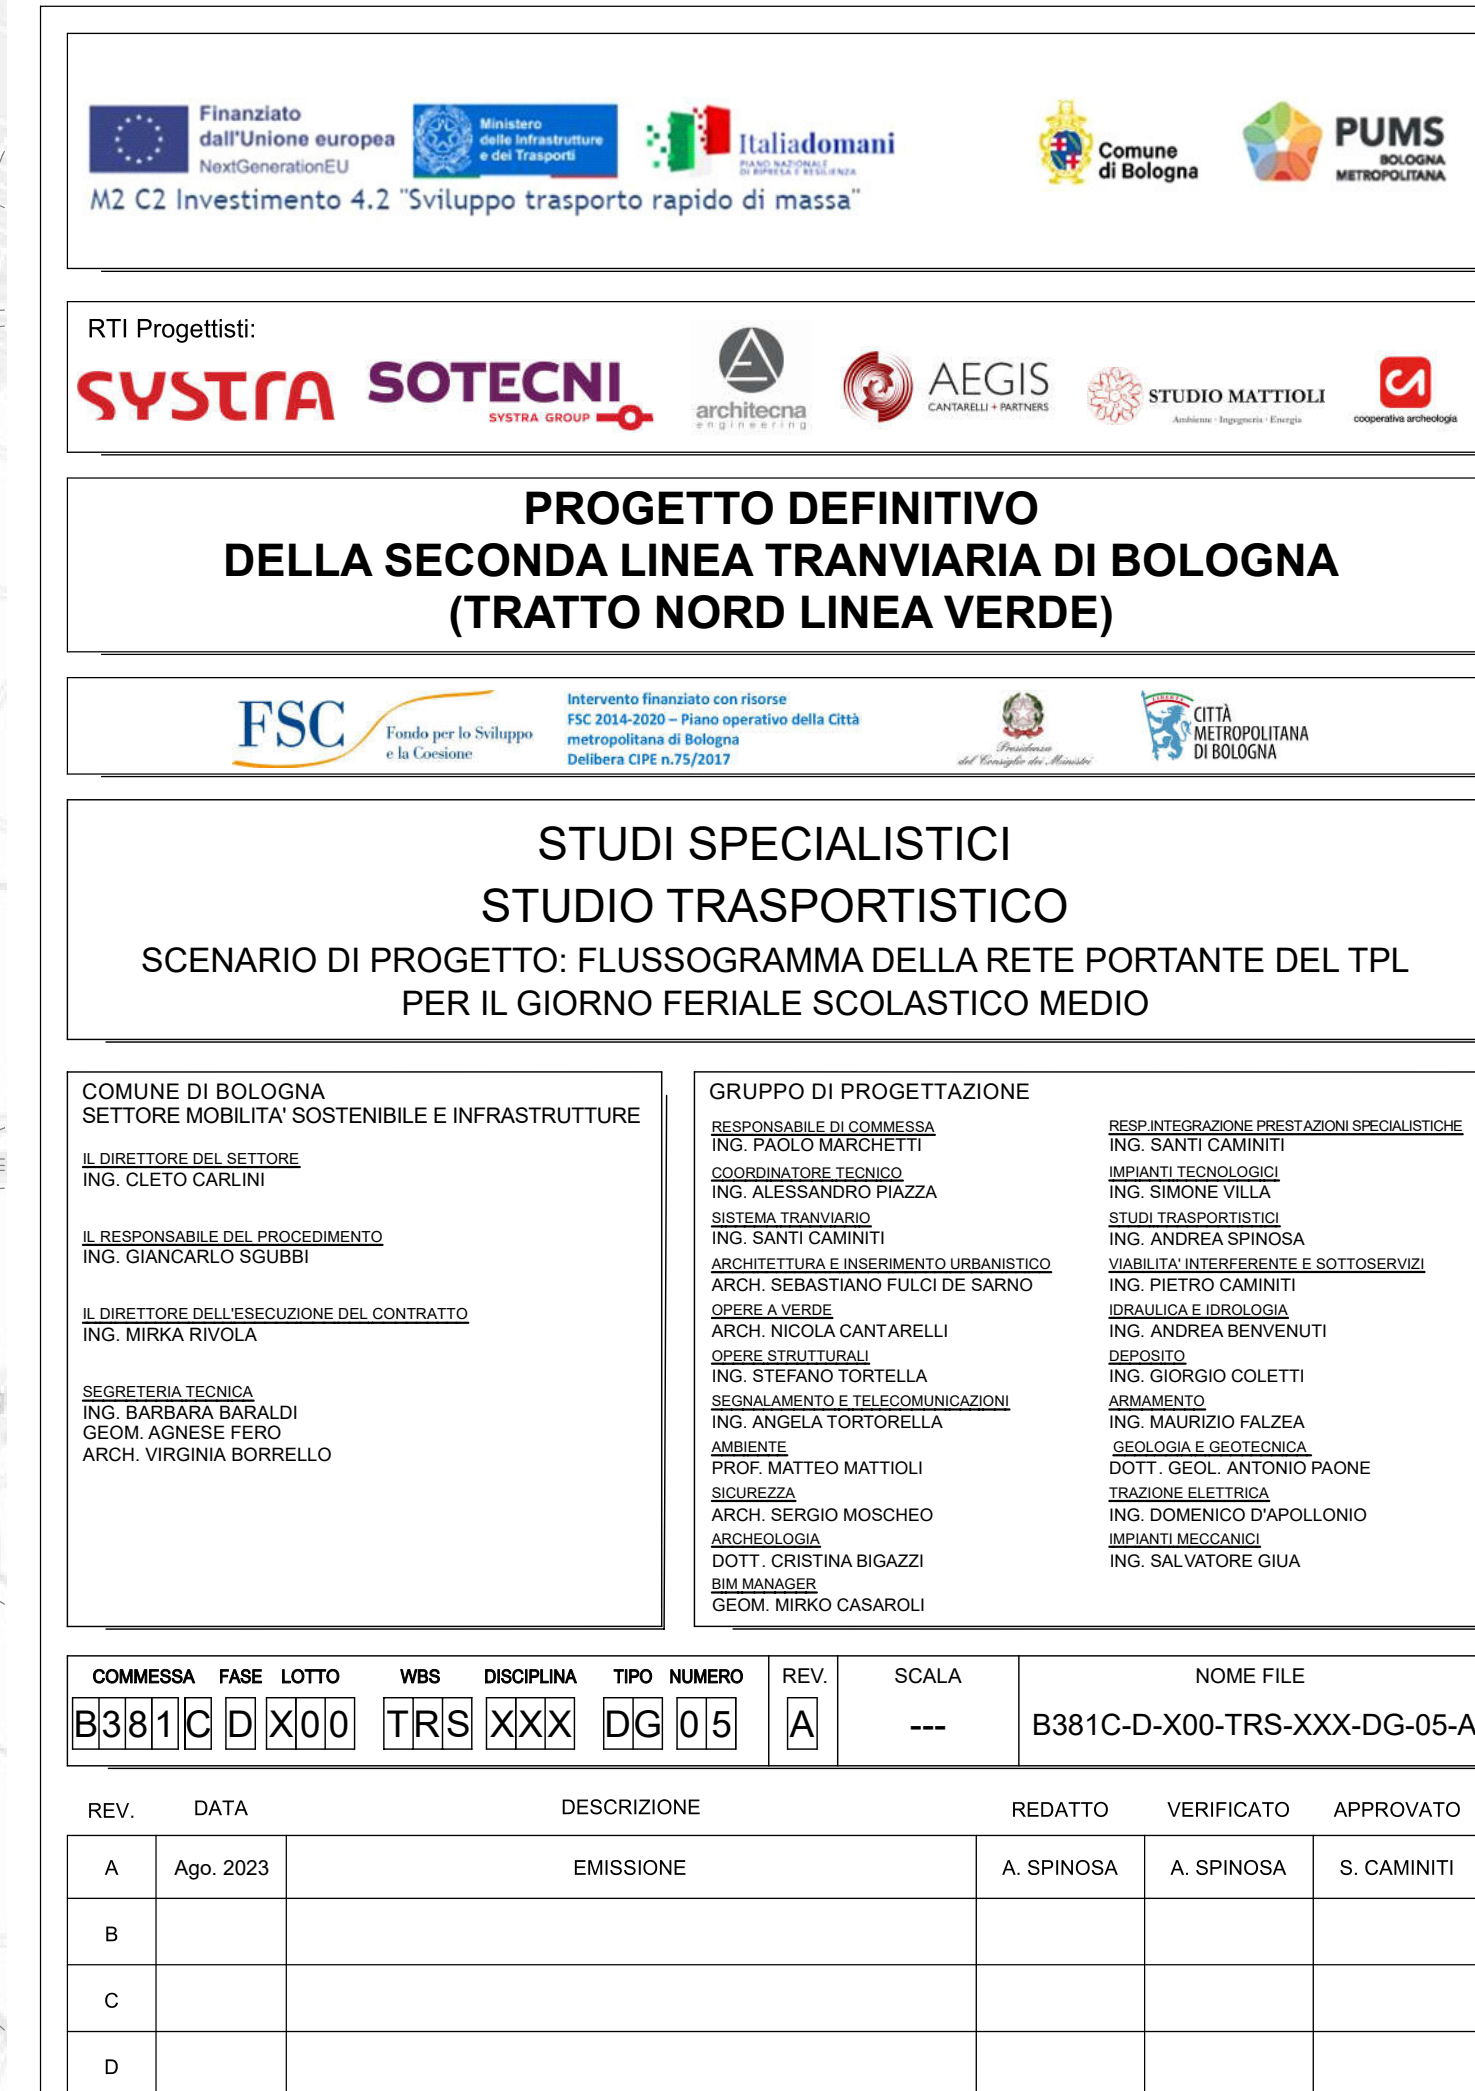 Finanziato
dall'Unione europea
NextGenerationEU
Ministero
delle Infrastrutture
e dei Trasporti
Italiadomani
PIANO NAZIONALE
DI RIPRESA E RESILIENZA
M2 C2 Investimento 4.2 "Sviluppo trasporto rapido di massa"
Comune
di Bologna
PUMS
BOLOGNA
METROPOLITANA
RTI Progettisti:
SYSTRA
SOTECNI
SYSTRA GROUP
architecna
engineering
AEGIS
CANTARELLI + PARTNERS
STUDIO MATTIOLI
Ambiente · Ingegneria · Energia
cooperativa archeologia
PROGETTO DEFINITIVO
DELLA SECONDA LINEA TRANVIARIA DI BOLOGNA
(TRATTO NORD LINEA VERDE)
FSC
Fondo per lo Sviluppo
e la Coesione
Intervento finanziato con risorse
FSC 2014-2020 – Piano operativo della Città
metropolitana di Bologna
Delibera CIPE n.75/2017
Presidenza
del Consiglio dei Ministri
LIBERTAS
CITTÀ
METROPOLITANA
DI BOLOGNA
STUDI SPECIALISTICI
STUDIO TRASPORTISTICO
SCENARIO DI PROGETTO: FLUSSOGRAMMA DELLA RETE PORTANTE DEL TPL
PER IL GIORNO FERIALE SCOLASTICO MEDIO
COMUNE DI BOLOGNA
SETTORE MOBILITA' SOSTENIBILE E INFRASTRUTTURE
IL DIRETTORE DEL SETTORE
ING. CLETO CARLINI
IL RESPONSABILE DEL PROCEDIMENTO
ING. GIANCARLO SGUBBI
IL DIRETTORE DELL'ESECUZIONE DEL CONTRATTO
ING. MIRKA RIVOLA
SEGRETERIA TECNICA
ING. BARBARA BARALDI
GEOM. AGNESE FERO
ARCH. VIRGINIA BORRELLO
GRUPPO DI PROGETTAZIONE
RESPONSABILE DI COMMESSA
ING. PAOLO MARCHETTI
COORDINATORE TECNICO
ING. ALESSANDRO PIAZZA
SISTEMA TRANVIARIO
ING. SANTI CAMINITI
ARCHITETTURA E INSERIMENTO URBANISTICO
ARCH. SEBASTIANO FULCI DE SARNO
OPERE A VERDE
ARCH. NICOLA CANTARELLI
OPERE STRUTTURALI
ING. STEFANO TORTELLA
SEGNALAMENTO E TELECOMUNICAZIONI
ING. ANGELA TORTORELLA
AMBIENTE
PROF. MATTEO MATTIOLI
SICUREZZA
ARCH. SERGIO MOSCHEO
ARCHEOLOGIA
DOTT. CRISTINA BIGAZZI
BIM MANAGER
GEOM. MIRKO CASAROLI
RESP.INTEGRAZIONE PRESTAZIONI SPECIALISTICHE
ING. SANTI CAMINITI
IMPIANTI TECNOLOGICI
ING. SIMONE VILLA
STUDI TRASPORTISTICI
ING. ANDREA SPINOSA
VIABILITA' INTERFERENTE E SOTTOSERVIZI
ING. PIETRO CAMINITI
IDRAULICA E IDROLOGIA
ING. ANDREA BENVENUTI
DEPOSITO
ING. GIORGIO COLETTI
ARMAMENTO
ING. MAURIZIO FALZEA
GEOLOGIA E GEOTECNICA
DOTT. GEOL. ANTONIO PAONE
TRAZIONE ELETTRICA
ING. DOMENICO D'APOLLONIO
IMPIANTI MECCANICI
ING. SALVATORE GIUA
COMMESSA FASE LOTTO WBS DISCIPLINA TIPO NUMERO REV. SCALA NOME FILE
B381C D X00 TRS XXX DG 05 A --- B381C-D-X00-TRS-XXX-DG-05-A
REV. DATA DESCRIZIONE REDATTO VERIFICATO APPROVATO
A Ago. 2023 EMISSIONE A. SPINOSA A. SPINOSA S. CAMINITI
B
C
D